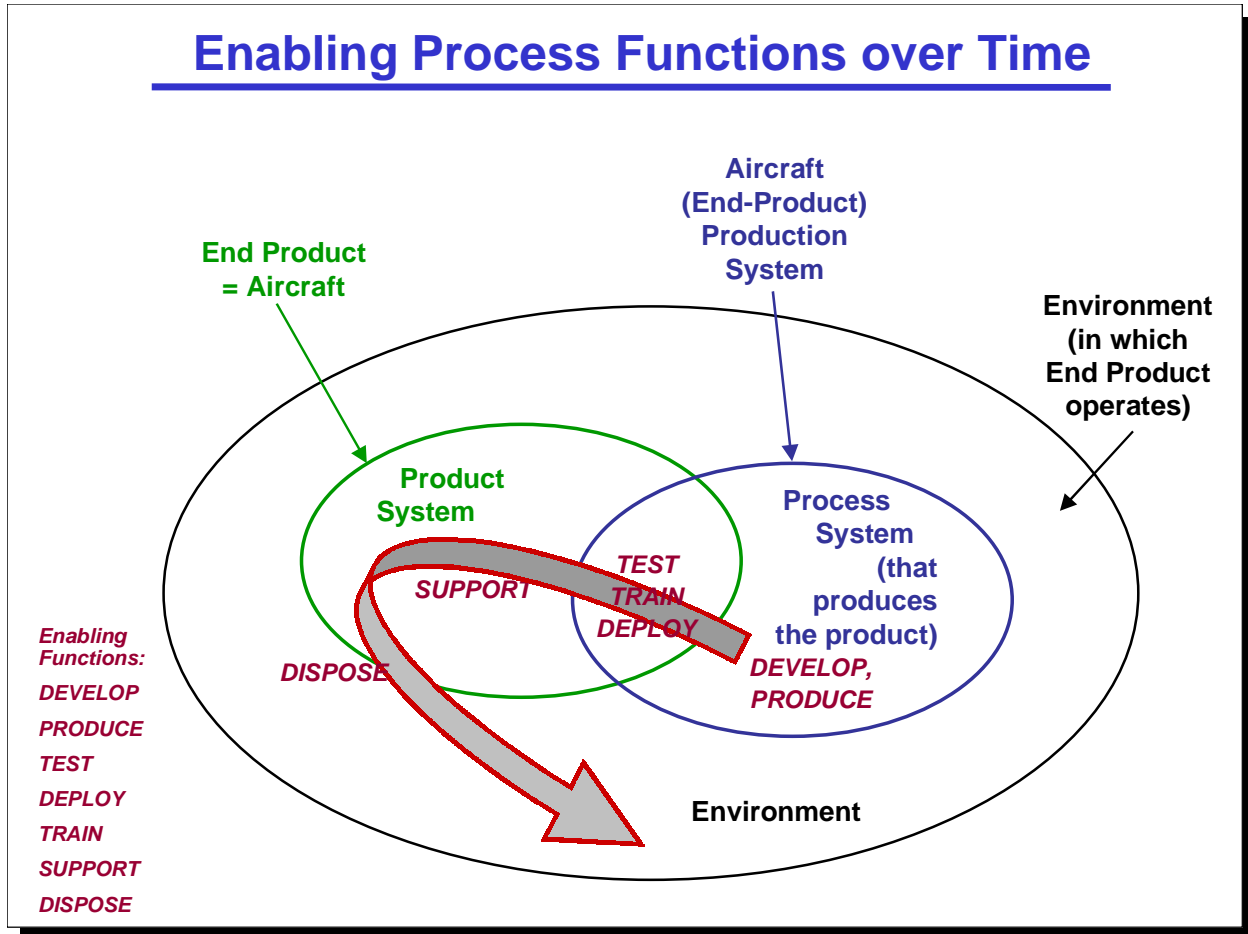 Enabling Process Functions over Time
Aircraft
(End-Product)
Production
System
End Product
= Aircraft
Environment
(in which
End Product
operates)
Product
System
Process
System
(that
produces
the product)
TEST
TRAIN
DEPLOY
SUPPORT
DISPOSE
DEVELOP,
PRODUCE
Environment
Enabling
Functions:
DEVELOP
PRODUCE
TEST
DEPLOY
TRAIN
SUPPORT
DISPOSE